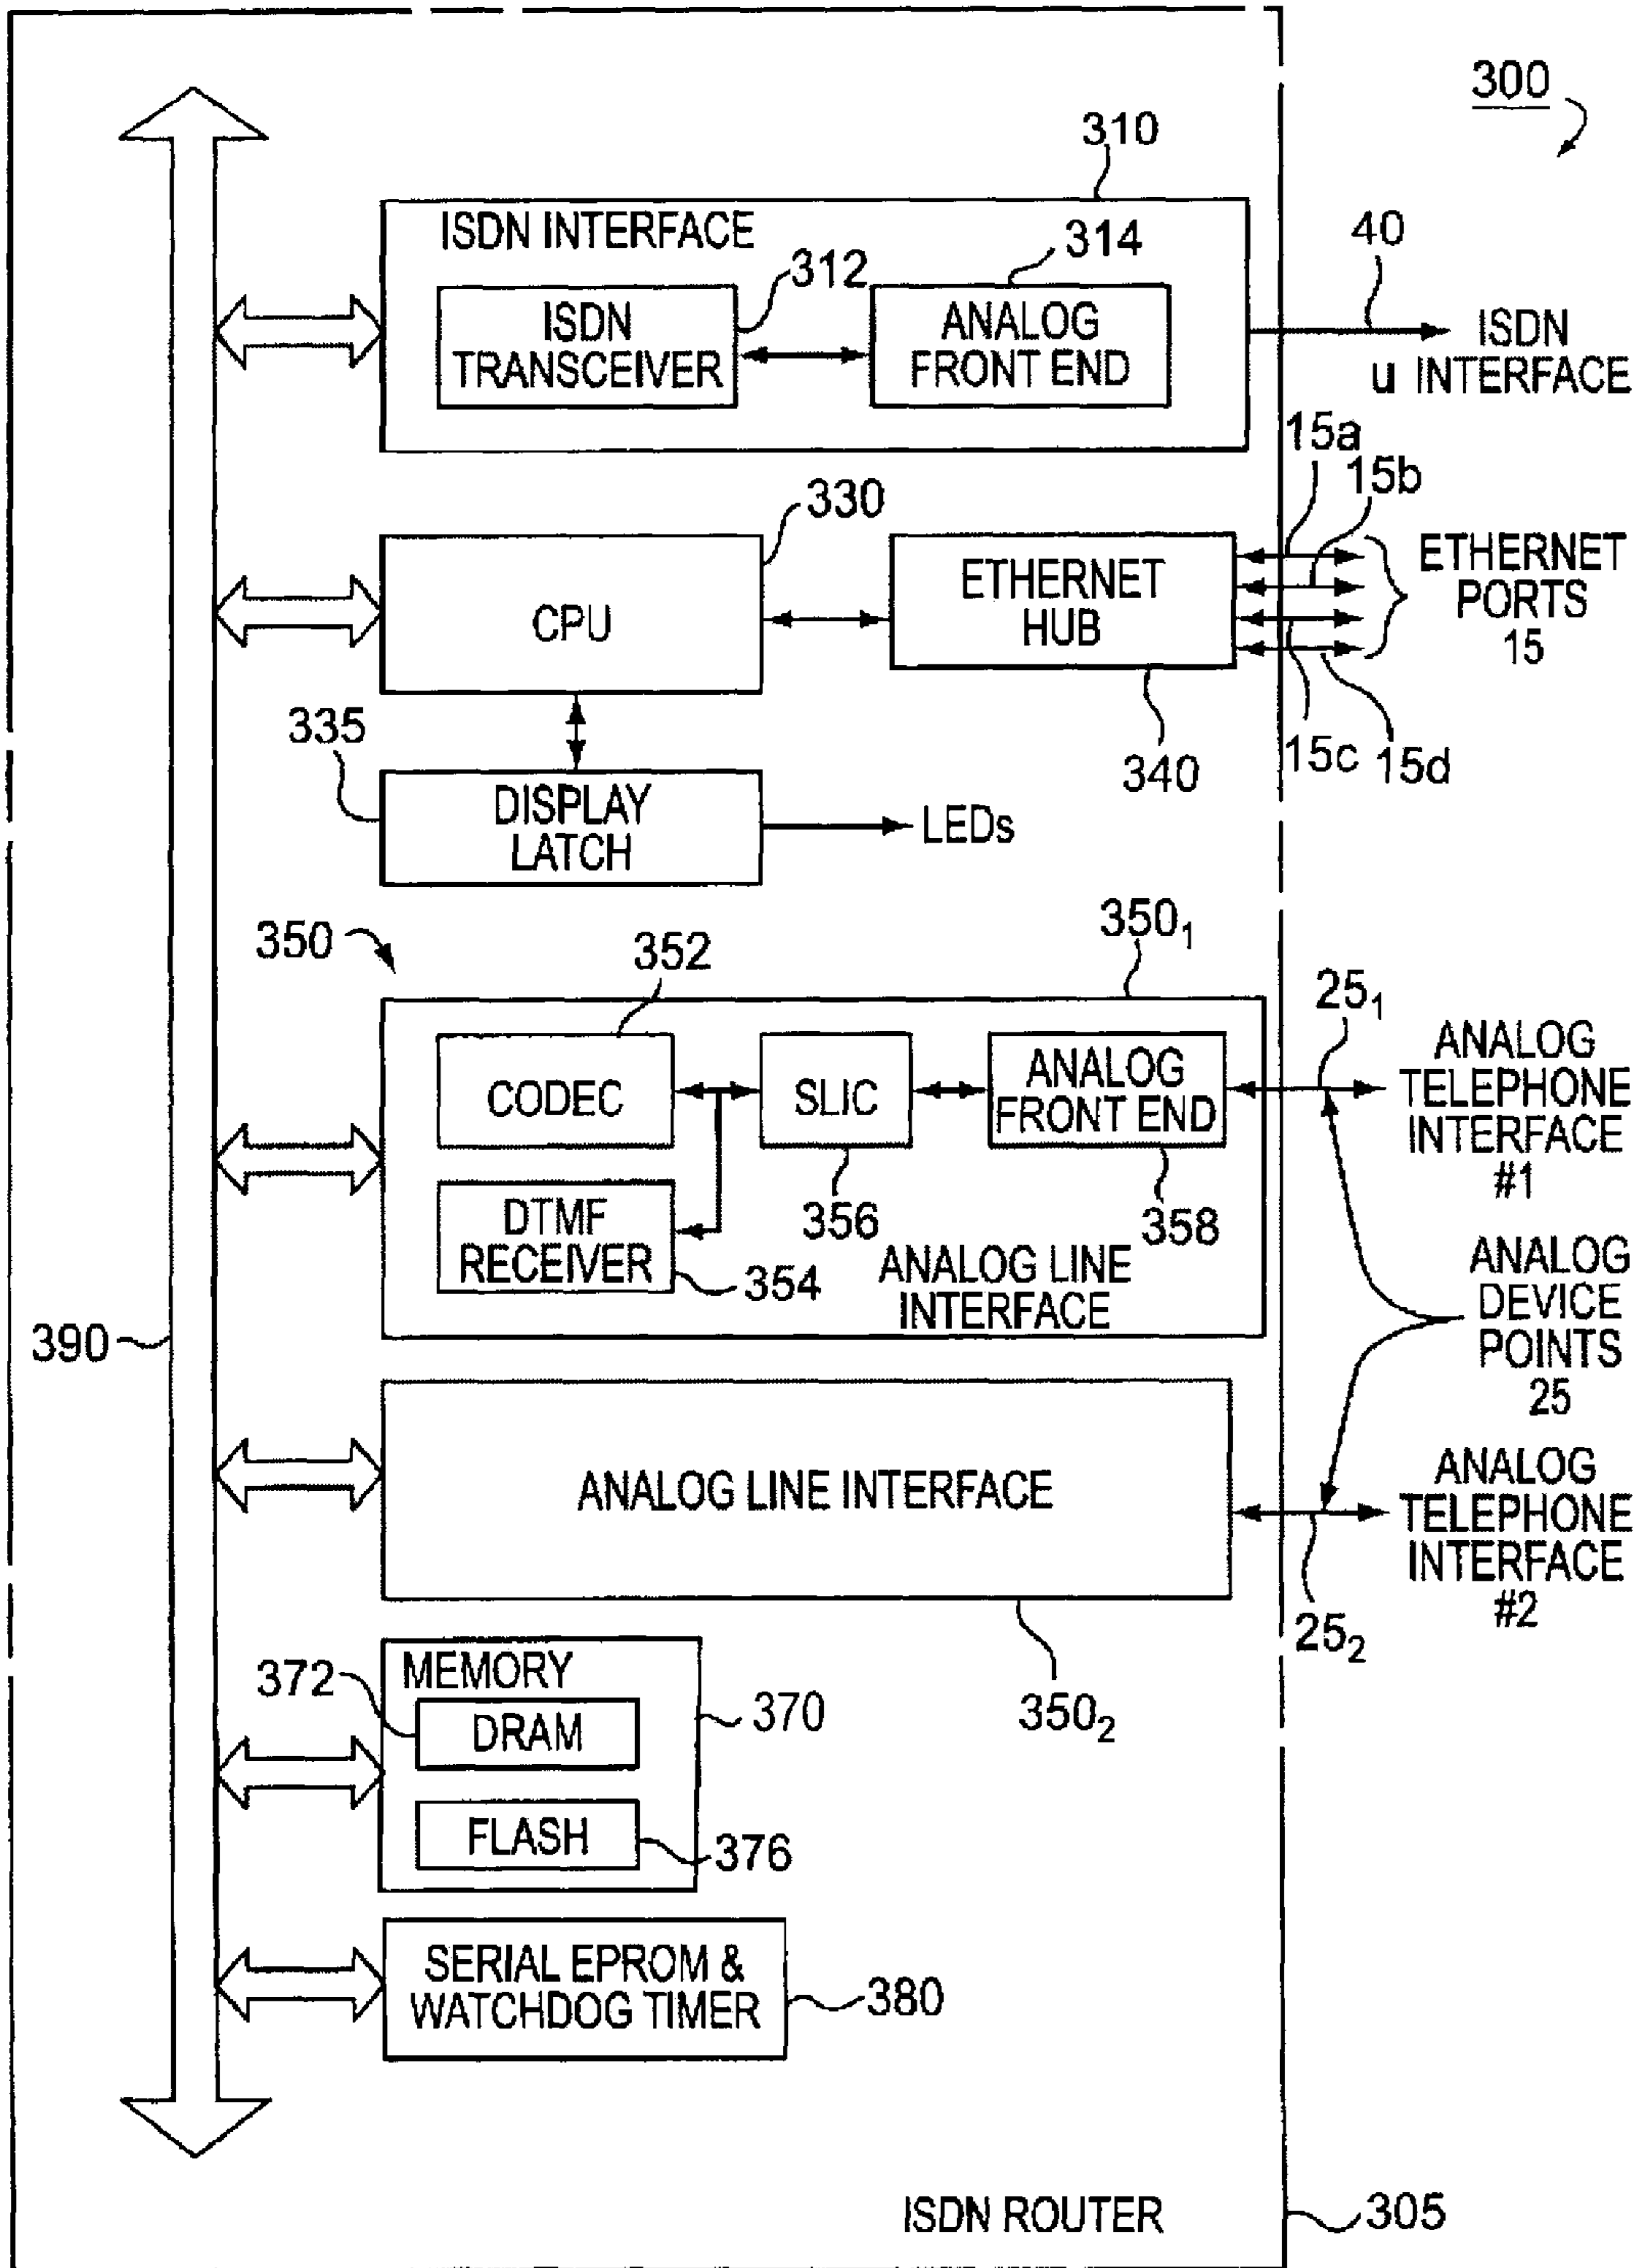 300
310
ISDN INTERFACE
312
314
40
ISDN
TRANSCEIVER
ANALOG
FRONT END
ISDN
u INTERFACE
15a
15b
330
CPU
ETHERNET
HUB
ETHERNET
PORTS
15
335
340
15c
15d
DISPLAY
LATCH
LEDs
350
352
350₁
25₁
CODEC
SLIC
ANALOG
FRONT END
ANALOG
TELEPHONE
INTERFACE
#1
DTMF
RECEIVER
354
356
358
ANALOG LINE
INTERFACE
ANALOG
DEVICE
POINTS
25
390
ANALOG LINE INTERFACE
ANALOG
TELEPHONE
INTERFACE
#2
25₂
350₂
MEMORY
372
DRAM
370
FLASH
376
SERIAL EPROM &
WATCHDOG TIMER
380
ISDN ROUTER
305